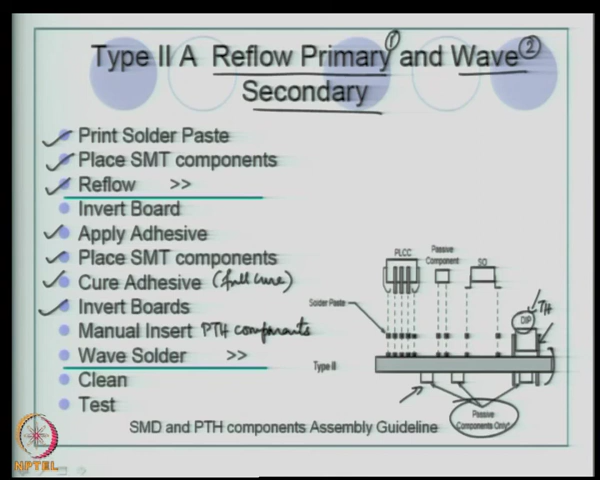 Type II A Reflow Primary ① and Wave ②
Secondary
Print Solder Paste
Place SMT components
Reflow >>
Invert Board
Apply Adhesive
Place SMT components
Cure Adhesive (full cure)
Invert Boards
Manual Insert PTH components
Wave Solder >>
Clean
Test
PLCC
Passive
Component
SO
Solder Paste
DIP
TH
Type II
Passive
Components Only*
SMD and PTH components Assembly Guideline
NPTEL